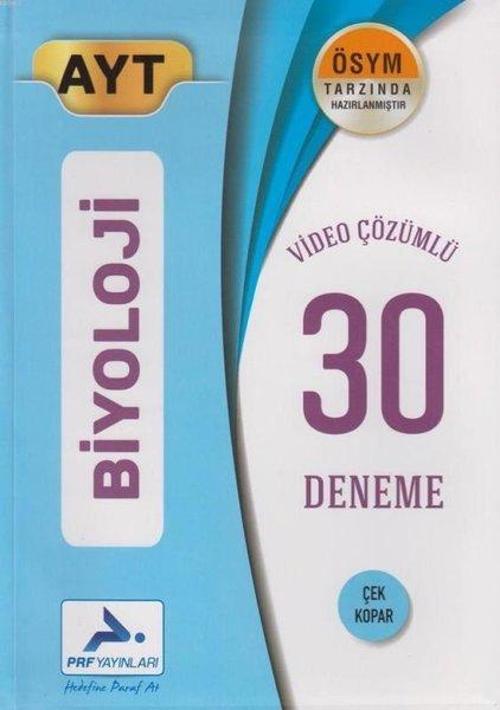 AYT
ÖSYM
TARZINDA
HAZIRLANMIŞTIR
BİYOLOJİ
VİDEO ÇÖZÜMLÜ
30
DENEME
ÇEK
KOPAR
PRF YAYINLARI
Hedefine Paraf At